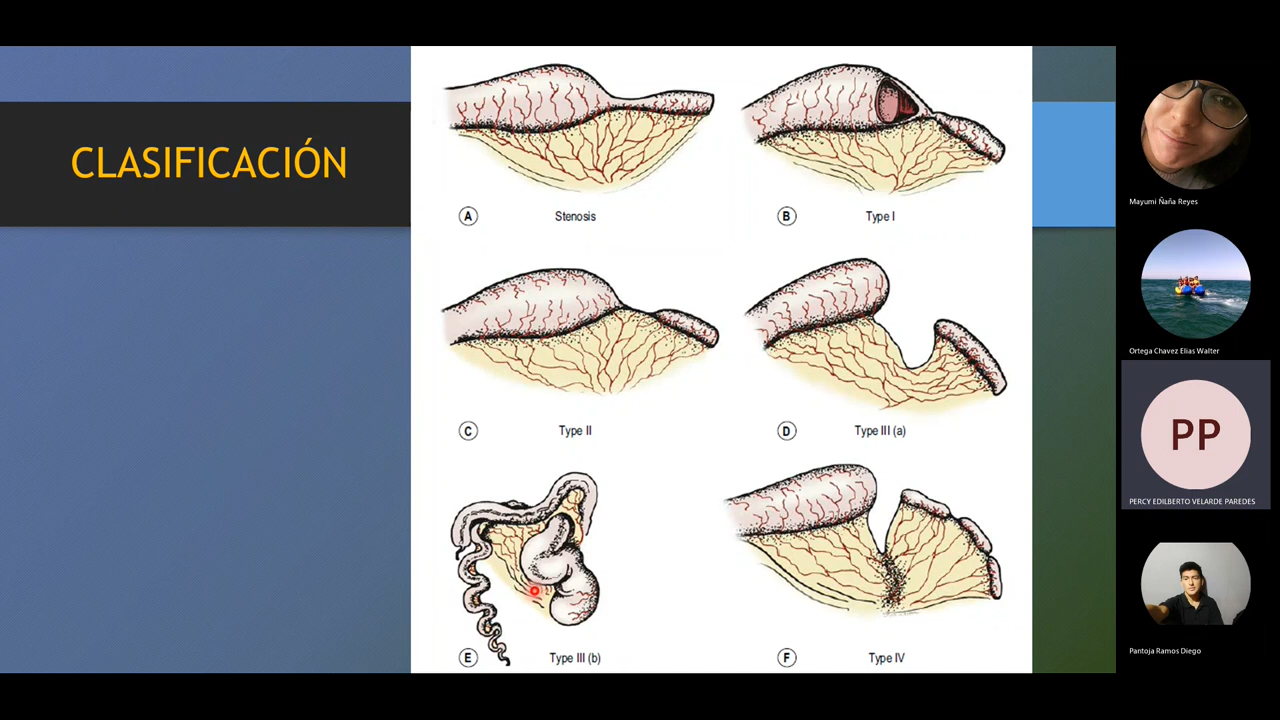 CLASIFICACIÓN
A
Stenosis
B
Type I
C
Type II
D
Type III (a)
E
Type III (b)
F
Type IV
Mayumi Ñaña Reyes
Ortega Chavez Elias Walter
PP
PERCY EDILBERTO VELARDE PAREDES
Pantoja Ramos Diego